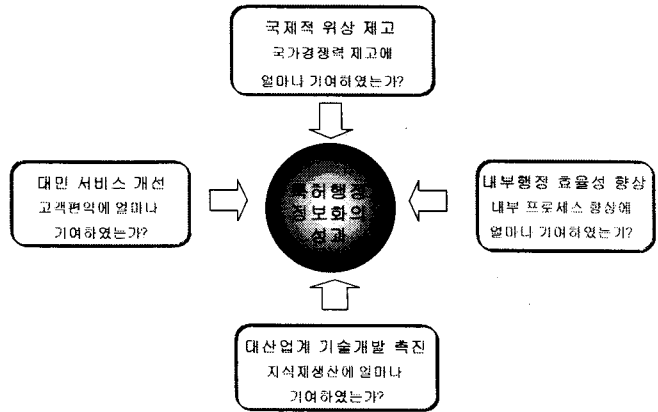 국제적 위상 제고
국가경쟁력 제고에
얼마나 기여하였는가?
대민 서비스 개선
고객편익에 얼마나
기여하였는가?
특허행정
정보화의
성과
내부행정 효율성 향상
내부 프로세스 향상에
얼마나 기여하였는가?
대산업계 기술개발 촉진
지식재생산에 얼마나
기여하였는가?